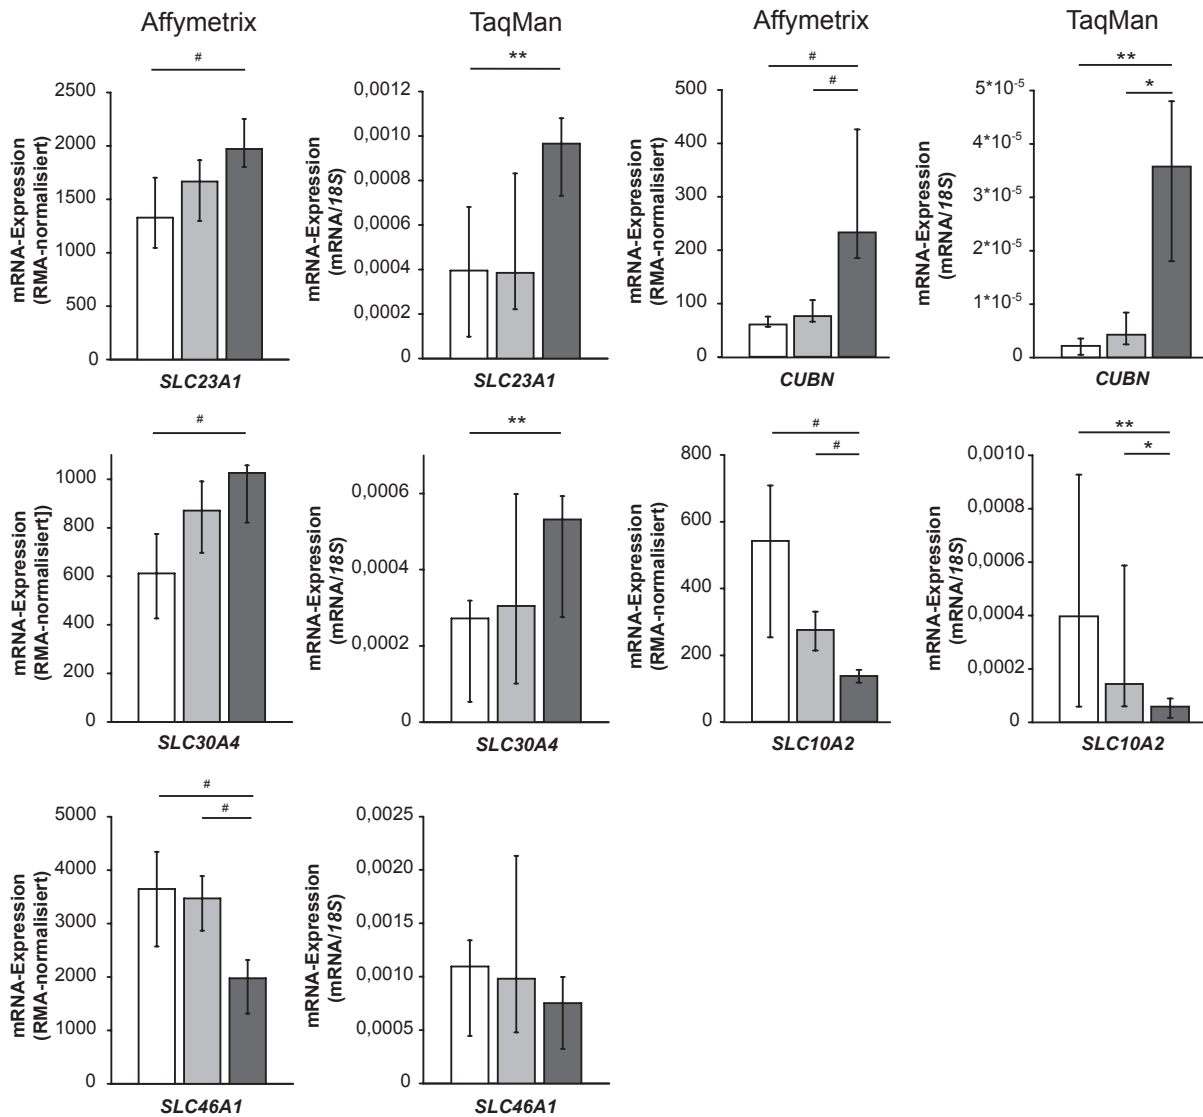 Affymetrix
TaqMan
Affymetrix
TaqMan
#
mRNA-Expression
(RMA-normalisiert)
2500
2000
1500
1000
500
0
SLC23A1
**
mRNA-Expression
(mRNA/18S)
0,0012
0,0010
0,0008
0,0006
0,0004
0,0002
0
SLC23A1
#
#
mRNA-Expression
(RMA-normalisiert)
500
400
300
200
100
0
CUBN
**
*
mRNA-Expression
(mRNA/18S)
5*10⁻⁵
4*10⁻⁵
3*10⁻⁵
2*10⁻⁵
1*10⁻⁵
0
CUBN
#
mRNA-Expression
(RMA-normalisiert])
1000
800
600
400
200
0
SLC30A4
**
mRNA-Expression
(mRNA/18S)
0,0006
0,0004
0,0002
0
SLC30A4
#
#
mRNA-Expression
(RMA-normalisiert)
800
600
400
200
0
SLC10A2
**
*
mRNA-Expression
(mRNA/18S)
0,0010
0,0008
0,0006
0,0004
0,0002
0
SLC10A2
#
#
mRNA-Expression
(RMA-normalisiert)
5000
4000
3000
2000
1000
0
SLC46A1
mRNA-Expression
(mRNA/18S)
0,0025
0,0020
0,0015
0,0010
0,0005
0
SLC46A1